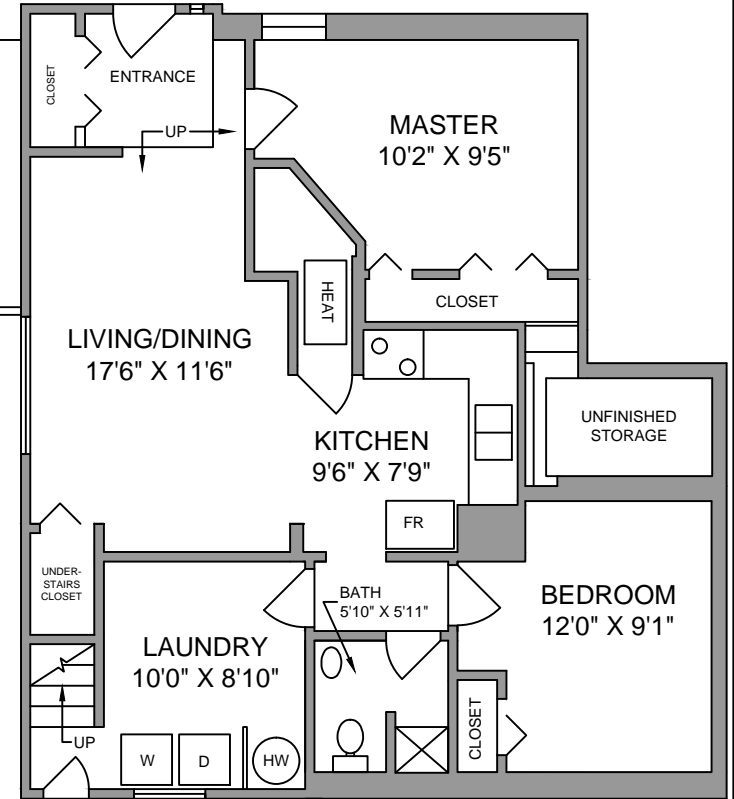 CLOSET
ENTRANCE
UP
MASTER
10'2" X 9'5"
HEAT
CLOSET
LIVING/DINING
17'6" X 11'6"
KITCHEN
9'6" X 7'9"
UNFINISHED
STORAGE
FR
UNDER-
STAIRS
CLOSET
BATH
5'10" X 5'11"
BEDROOM
12'0" X 9'1"
LAUNDRY
10'0" X 8'10"
CLOSET
UP
W
D
HW